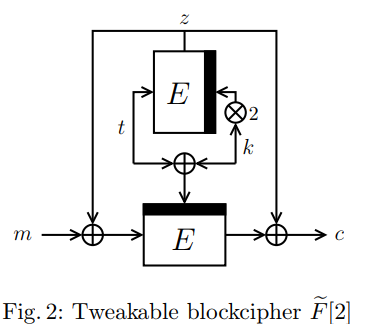 z
E
2
t
k
m
E
c
Fig. 2: Tweakable blockcipher F̃[2]